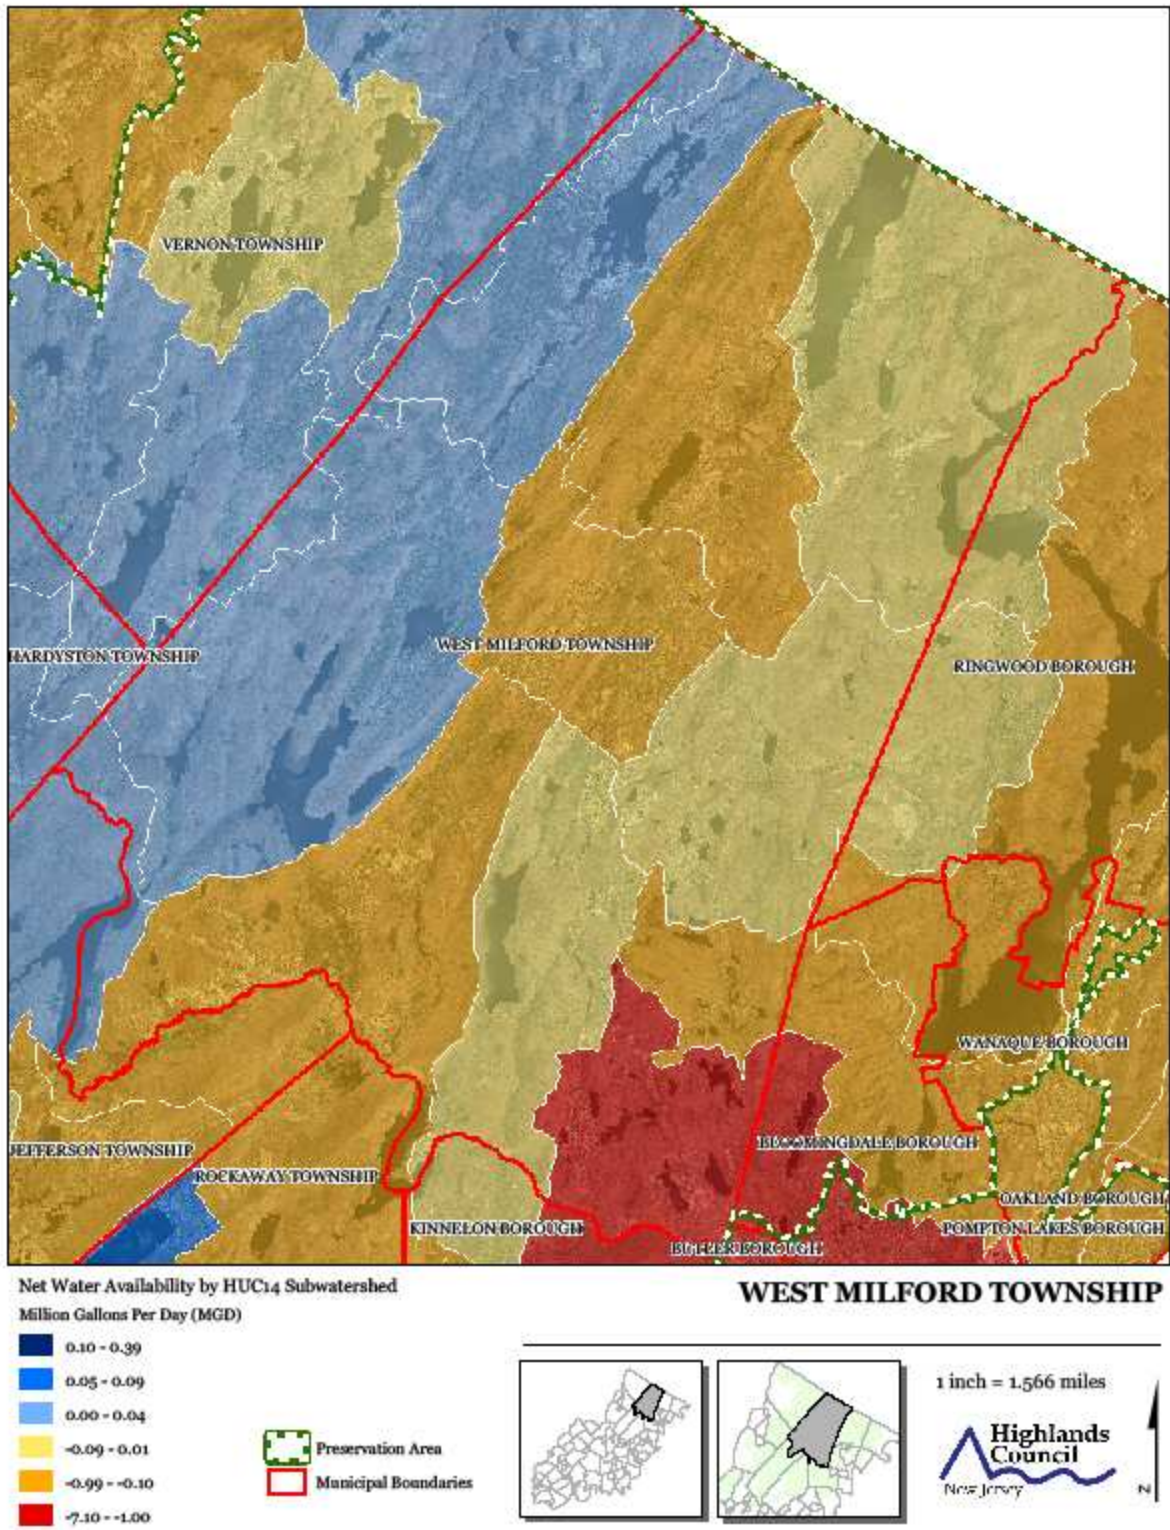 VERNON TOWNSHIP
WEST MILFORD TOWNSHIP
HARDYSTON TOWNSHIP
RINGWOOD BOROUGH
WANAQUE BOROUGH
JEFFERSON TOWNSHIP
BLOOMINGDALE BOROUGH
ROCKAWAY TOWNSHIP
OAKLAND BOROUGH
KINNELON BOROUGH
POMPTON LAKES BOROUGH
BUTLER BOROUGH
Net Water Availability by HUC14 Subwatershed
Million Gallons Per Day (MGD)
0.10 - 0.39
0.05 - 0.09
0.00 - 0.04
-0.09 - 0.01
-0.99 - -0.10
-7.10 - -1.00
Preservation Area
Municipal Boundaries
WEST MILFORD TOWNSHIP
1 inch = 1.566 miles
Highlands
Council
New Jersey
N